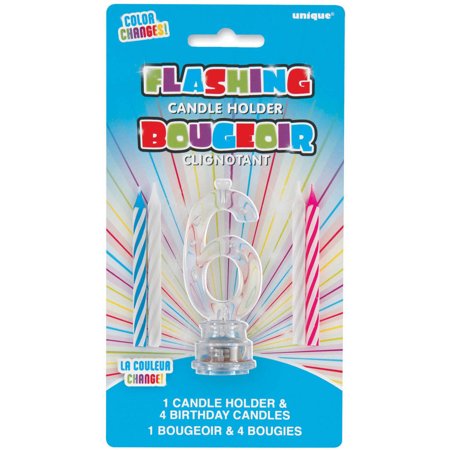 COLOR
CHANGES!
unique®
FLASHING
CANDLE HOLDER
BOUGEOIR
CLIGNOTANT
6
LA COULEUR
CHANGE!
1 CANDLE HOLDER &
4 BIRTHDAY CANDLES
1 BOUGEOIR & 4 BOUGIES